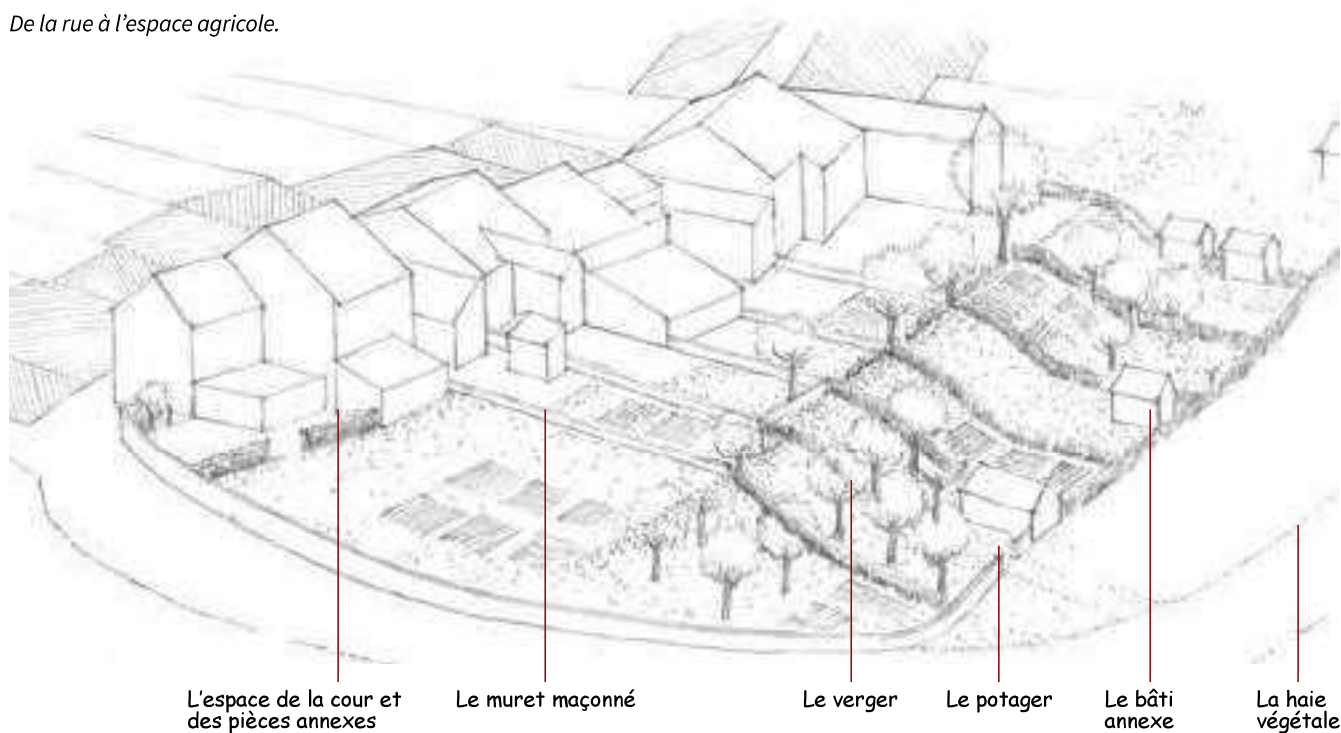 De la rue à l'espace agricole.
L'espace de la cour et
des pièces annexes
Le muret maçonné
Le verger
Le potager
Le bâti
annexe
La haie
végétale